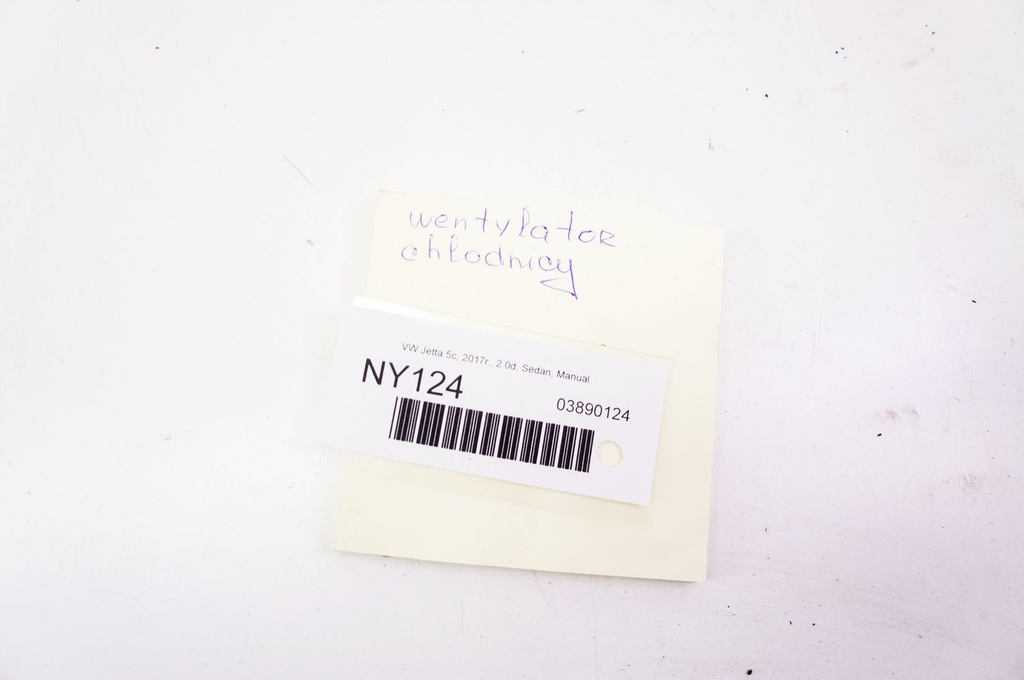 wentylator
chłodnicy
VW Jetta 5c, 2017r., 2.0d, Sedan, Manual
NY124
03890124